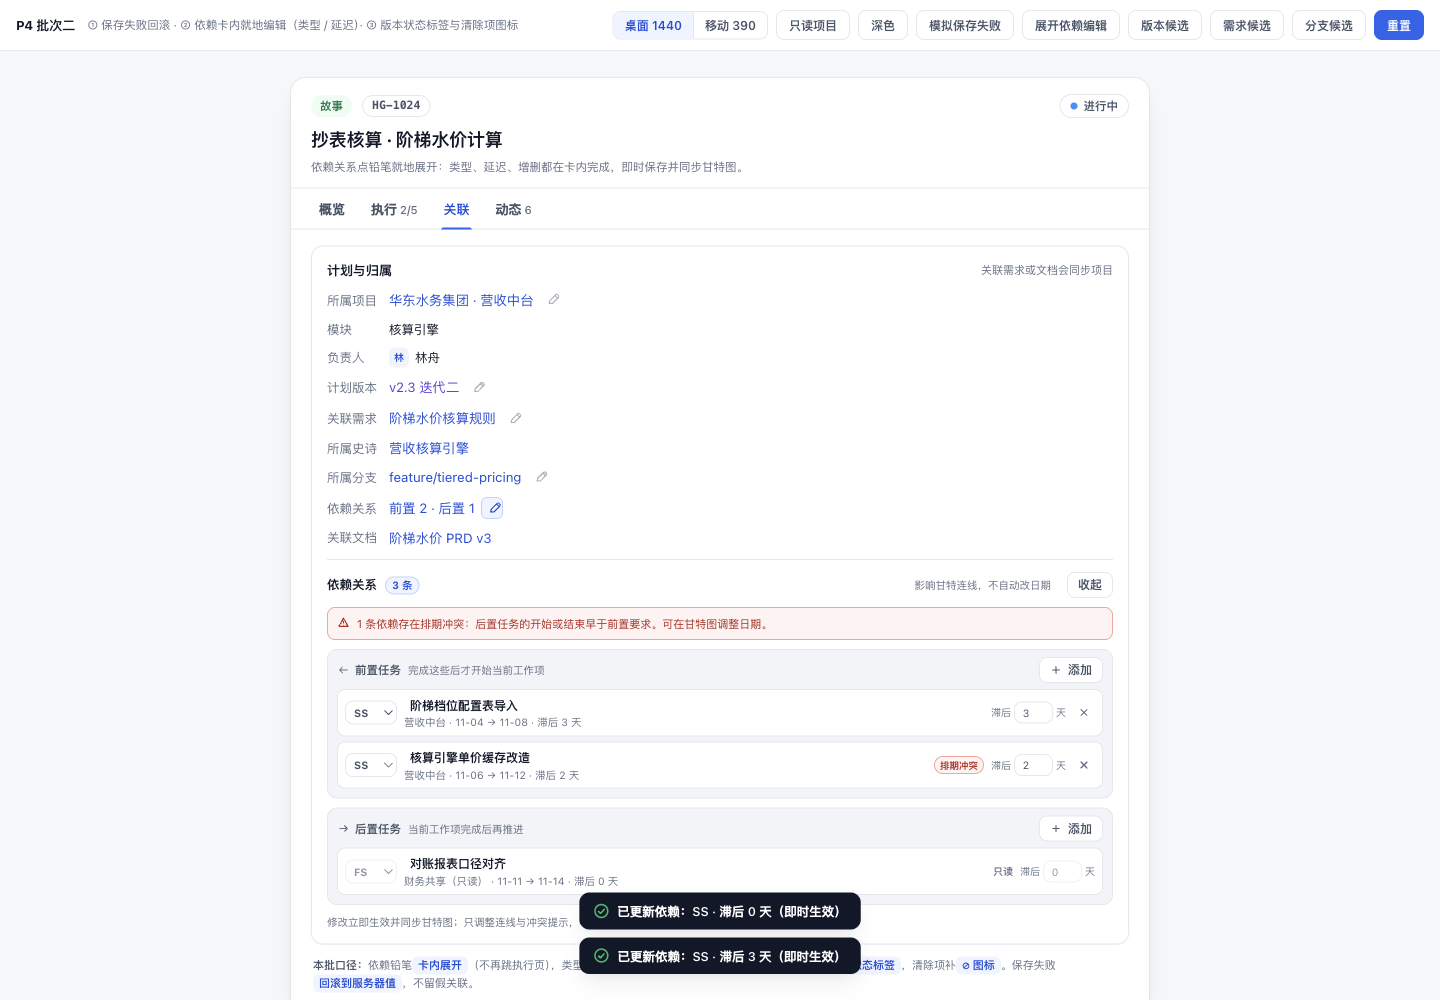 P4 批次二 ① 保存失败回滚 · ② 依赖卡内就地编辑（类型 / 延迟）· ③ 版本状态标签与清除项图标 桌面 1440 移动 390 只读项目 深色 模拟保存失败 展开依赖编辑 版本候选 需求候选 分支候选 重置
故事 HG-1024 进行中
抄表核算 · 阶梯水价计算
依赖关系点铅笔就地展开：类型、延迟、增删都在卡内完成，即时保存并同步甘特图。
概览 执行 2/5 关联 动态 6
计划与归属 关联需求或文档会同步项目
所属项目 华东水务集团 · 营收中台
模块 核算引擎
负责人 林 林舟
计划版本 v2.3 迭代二
关联需求 阶梯水价核算规则
所属史诗 营收核算引擎
所属分支 feature/tiered-pricing
依赖关系 前置 2 · 后置 1
关联文档 阶梯水价 PRD v3
依赖关系 3 条 影响甘特连线，不自动改日期 收起
1 条依赖存在排期冲突：后置任务的开始或结束早于前置要求。可在甘特图调整日期。
← 前置任务 完成这些后才开始当前工作项 + 添加
SS 阶梯档位配置表导入 滞后 3 天 ×
营收中台 · 11-04 → 11-08 · 滞后 3 天
SS 核算引擎单价缓存改造 排期冲突 滞后 2 天 ×
营收中台 · 11-06 → 11-12 · 滞后 2 天
→ 后置任务 当前工作项完成后再推进 + 添加
FS 对账报表口径对齐 只读 滞后 0 天
财务共享（只读） · 11-11 → 11-14 · 滞后 0 天
修改立即生效并同步甘特图；只调整连线与冲突提示，
已更新依赖：SS · 滞后 0 天（即时生效）
已更新依赖：SS · 滞后 3 天（即时生效）
本批口径：依赖铅笔 卡内展开 （不再跳执行页），类型 态标签 ，清除项补 ⊘ 图标 。保存失败
回滚到服务器值 ，不留假关联。